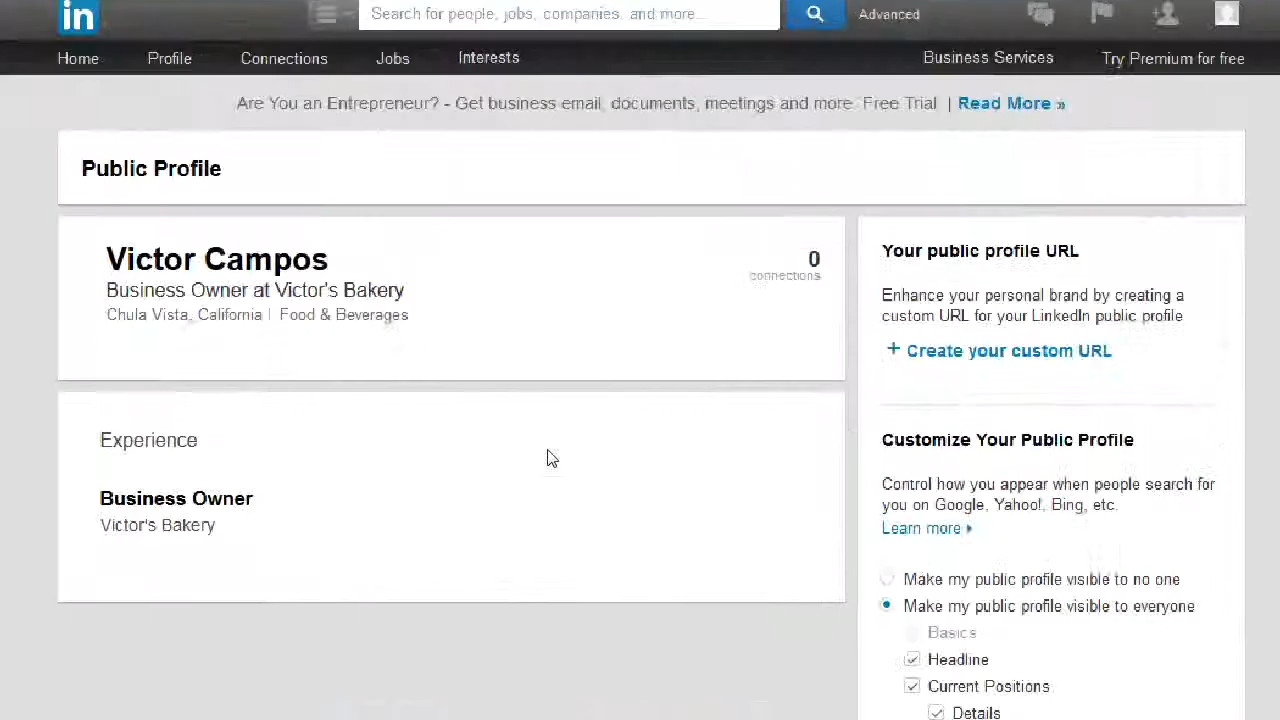 in
Search for people, jobs, companies, and more...
Advanced
Home Profile Connections Jobs Interests Business Services Try Premium for free
Are You an Entrepreneur? - Get business email, documents, meetings and more. Free Trial | Read More »
Public Profile
Victor Campos
0
connections
Business Owner at Victor's Bakery
Chula Vista, California | Food & Beverages
Experience
Business Owner
Victor's Bakery
Your public profile URL
Enhance your personal brand by creating a
custom URL for your LinkedIn public profile
+ Create your custom URL
Customize Your Public Profile
Control how you appear when people search for
you on Google, Yahoo!, Bing, etc.
Learn more
Make my public profile visible to no one
Make my public profile visible to everyone
Basics
Headline
Current Positions
Details